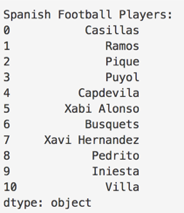 Spanish Football Players:
0 Casillas
1 Ramos
2 Pique
3 Puyol
4 Capdevila
5 Xabi Alonso
6 Busquets
7 Xavi Hernandez
8 Pedrito
9 Iniesta
10 Villa
dtype: object